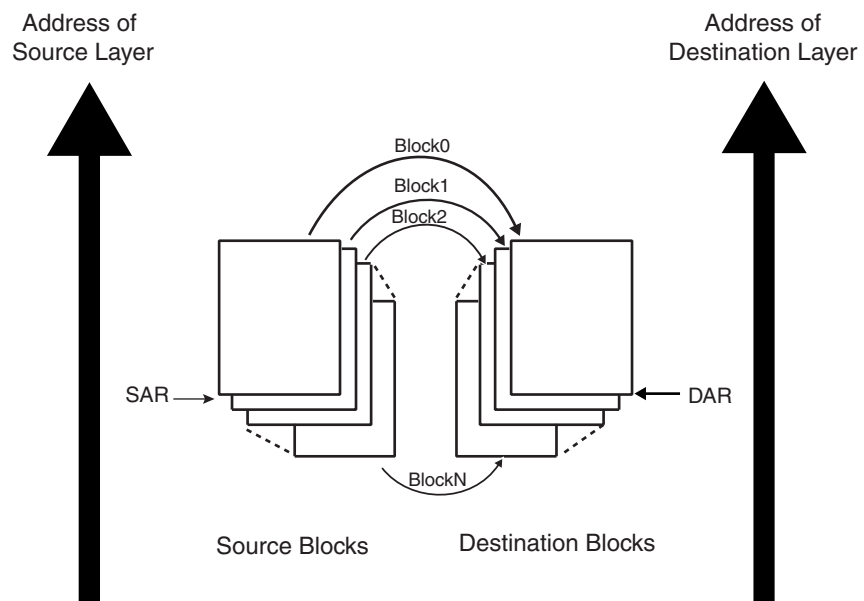 Address of
Source Layer
Address of
Destination Layer
Block0
Block1
Block2
SAR
DAR
BlockN
Source Blocks
Destination Blocks